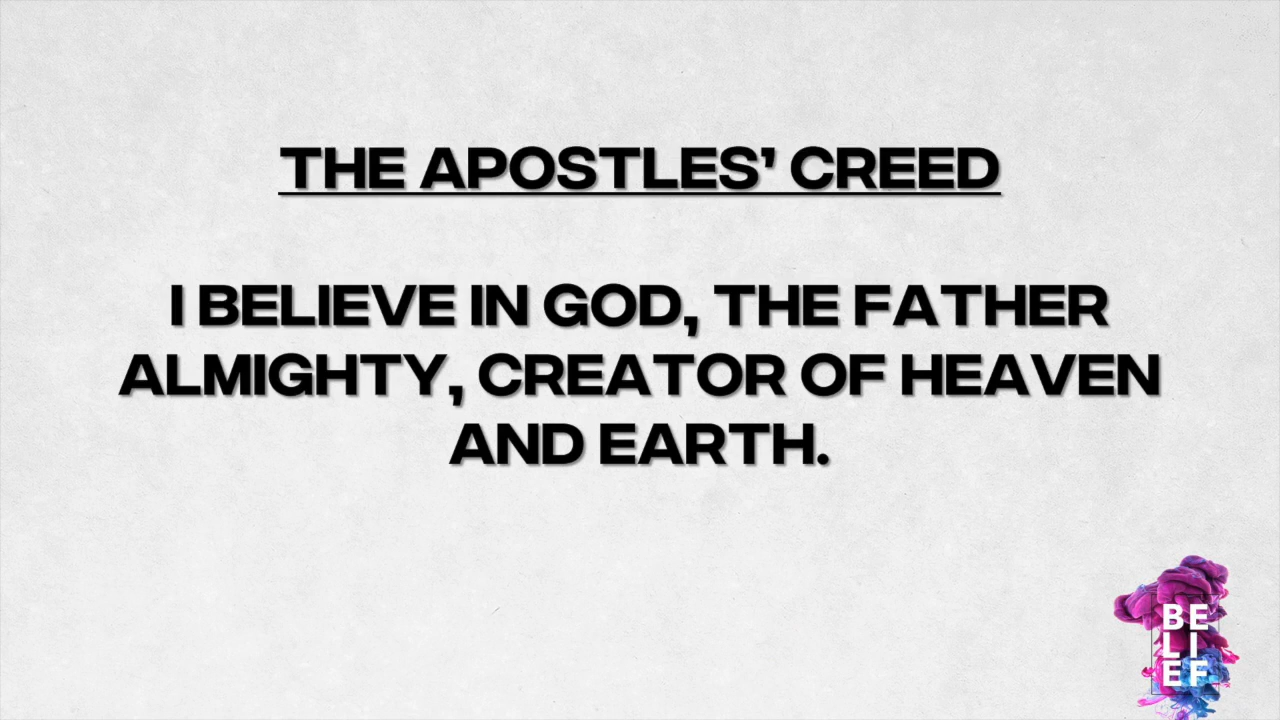 THE APOSTLES’ CREED
I BELIEVE IN GOD, THE FATHER
ALMIGHTY, CREATOR OF HEAVEN
AND EARTH.
BE
LI
EF